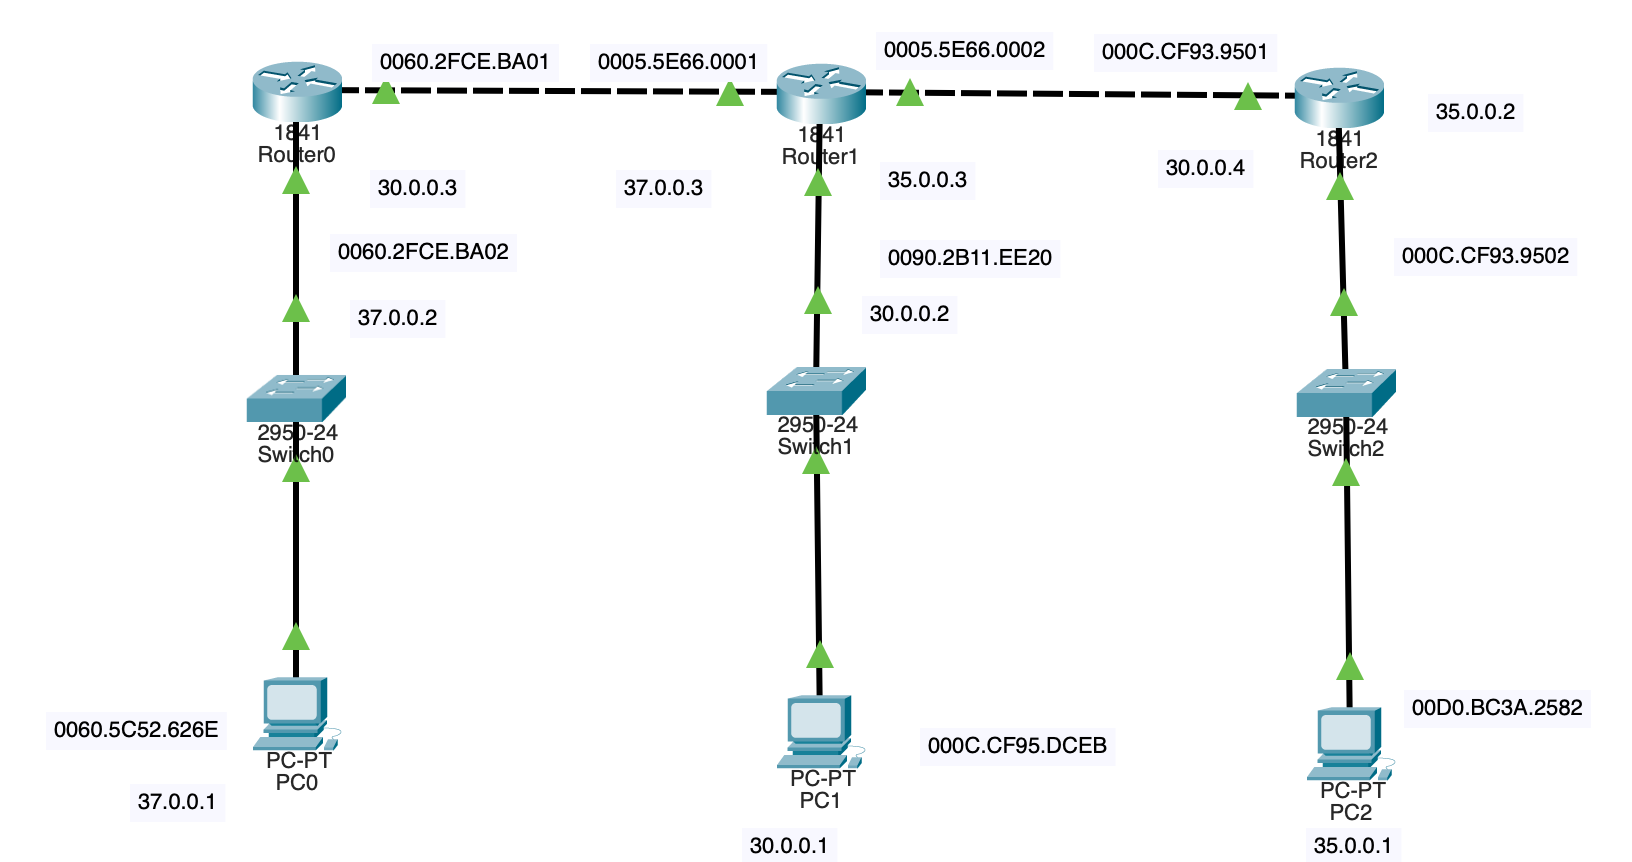 0060.2FCE.BA01
0005.5E66.0001
0005.5E66.0002
000C.CF93.9501
1841
Router0
1841
Router1
1841
Router2
35.0.0.2
30.0.0.3
37.0.0.3
35.0.0.3
30.0.0.4
0060.2FCE.BA02
0090.2B11.EE20
000C.CF93.9502
37.0.0.2
30.0.0.2
2950-24
Switch0
2950-24
Switch1
2950-24
Switch2
0060.5C52.626E
PC-PT
PC0
37.0.0.1
000C.CF95.DCEB
PC-PT
PC1
30.0.0.1
00D0.BC3A.2582
PC-PT
PC2
35.0.0.1